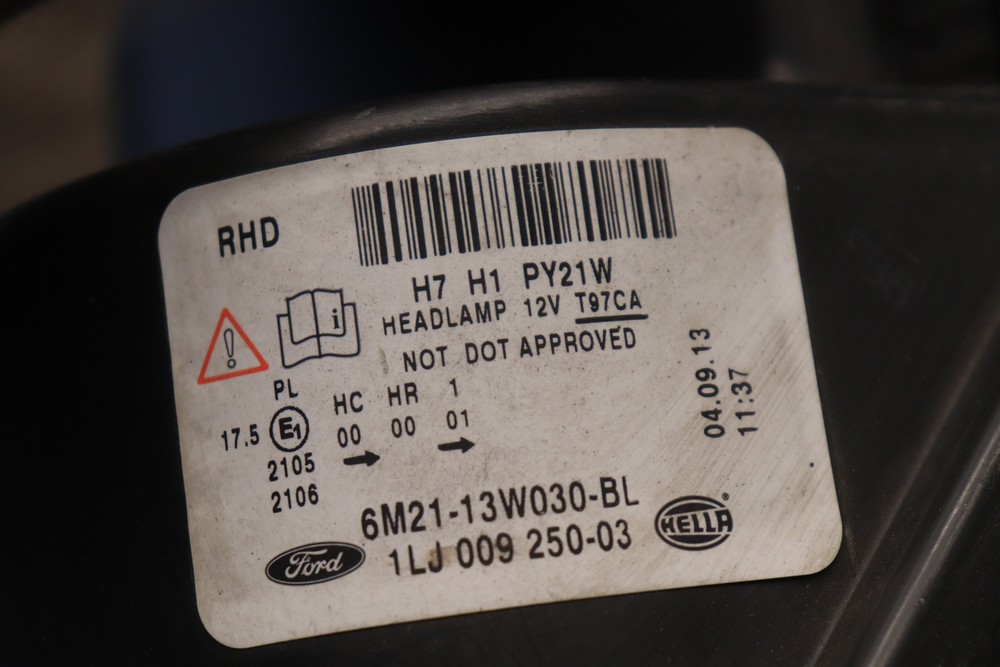 RHD
H7 H1 PY21W
HEADLAMP 12V T97CA
NOT DOT APPROVED
PL HC HR 1
17.5 E1 00 00 01
2105
2106
04.09.13
11:37
6M21-13W030-BL
1LJ 009 250-03
Ford
HELLA